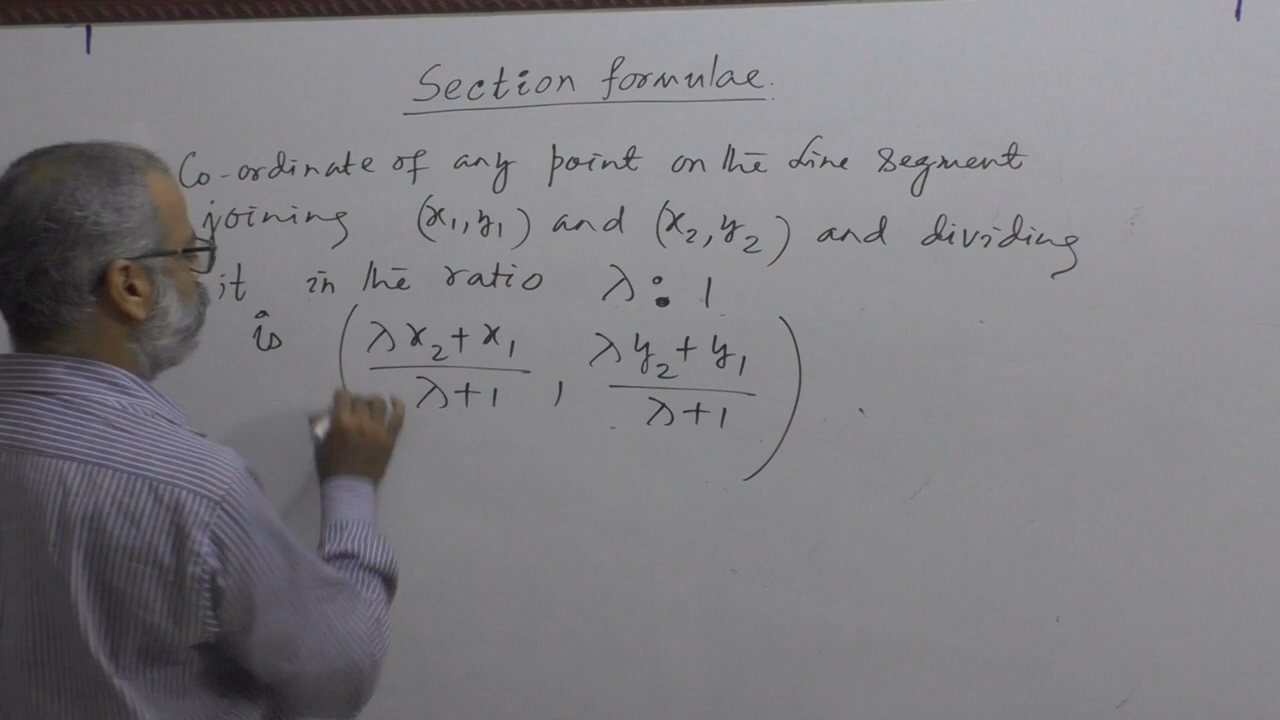 Section formulae.
Co-ordinate of any point on the line segment
joining (x₁,y₁) and (x₂,y₂) and dividing
it in the ratio λ : 1
is ( (λx₂+x₁)/(λ+1) , (λy₂+y₁)/(λ+1) )